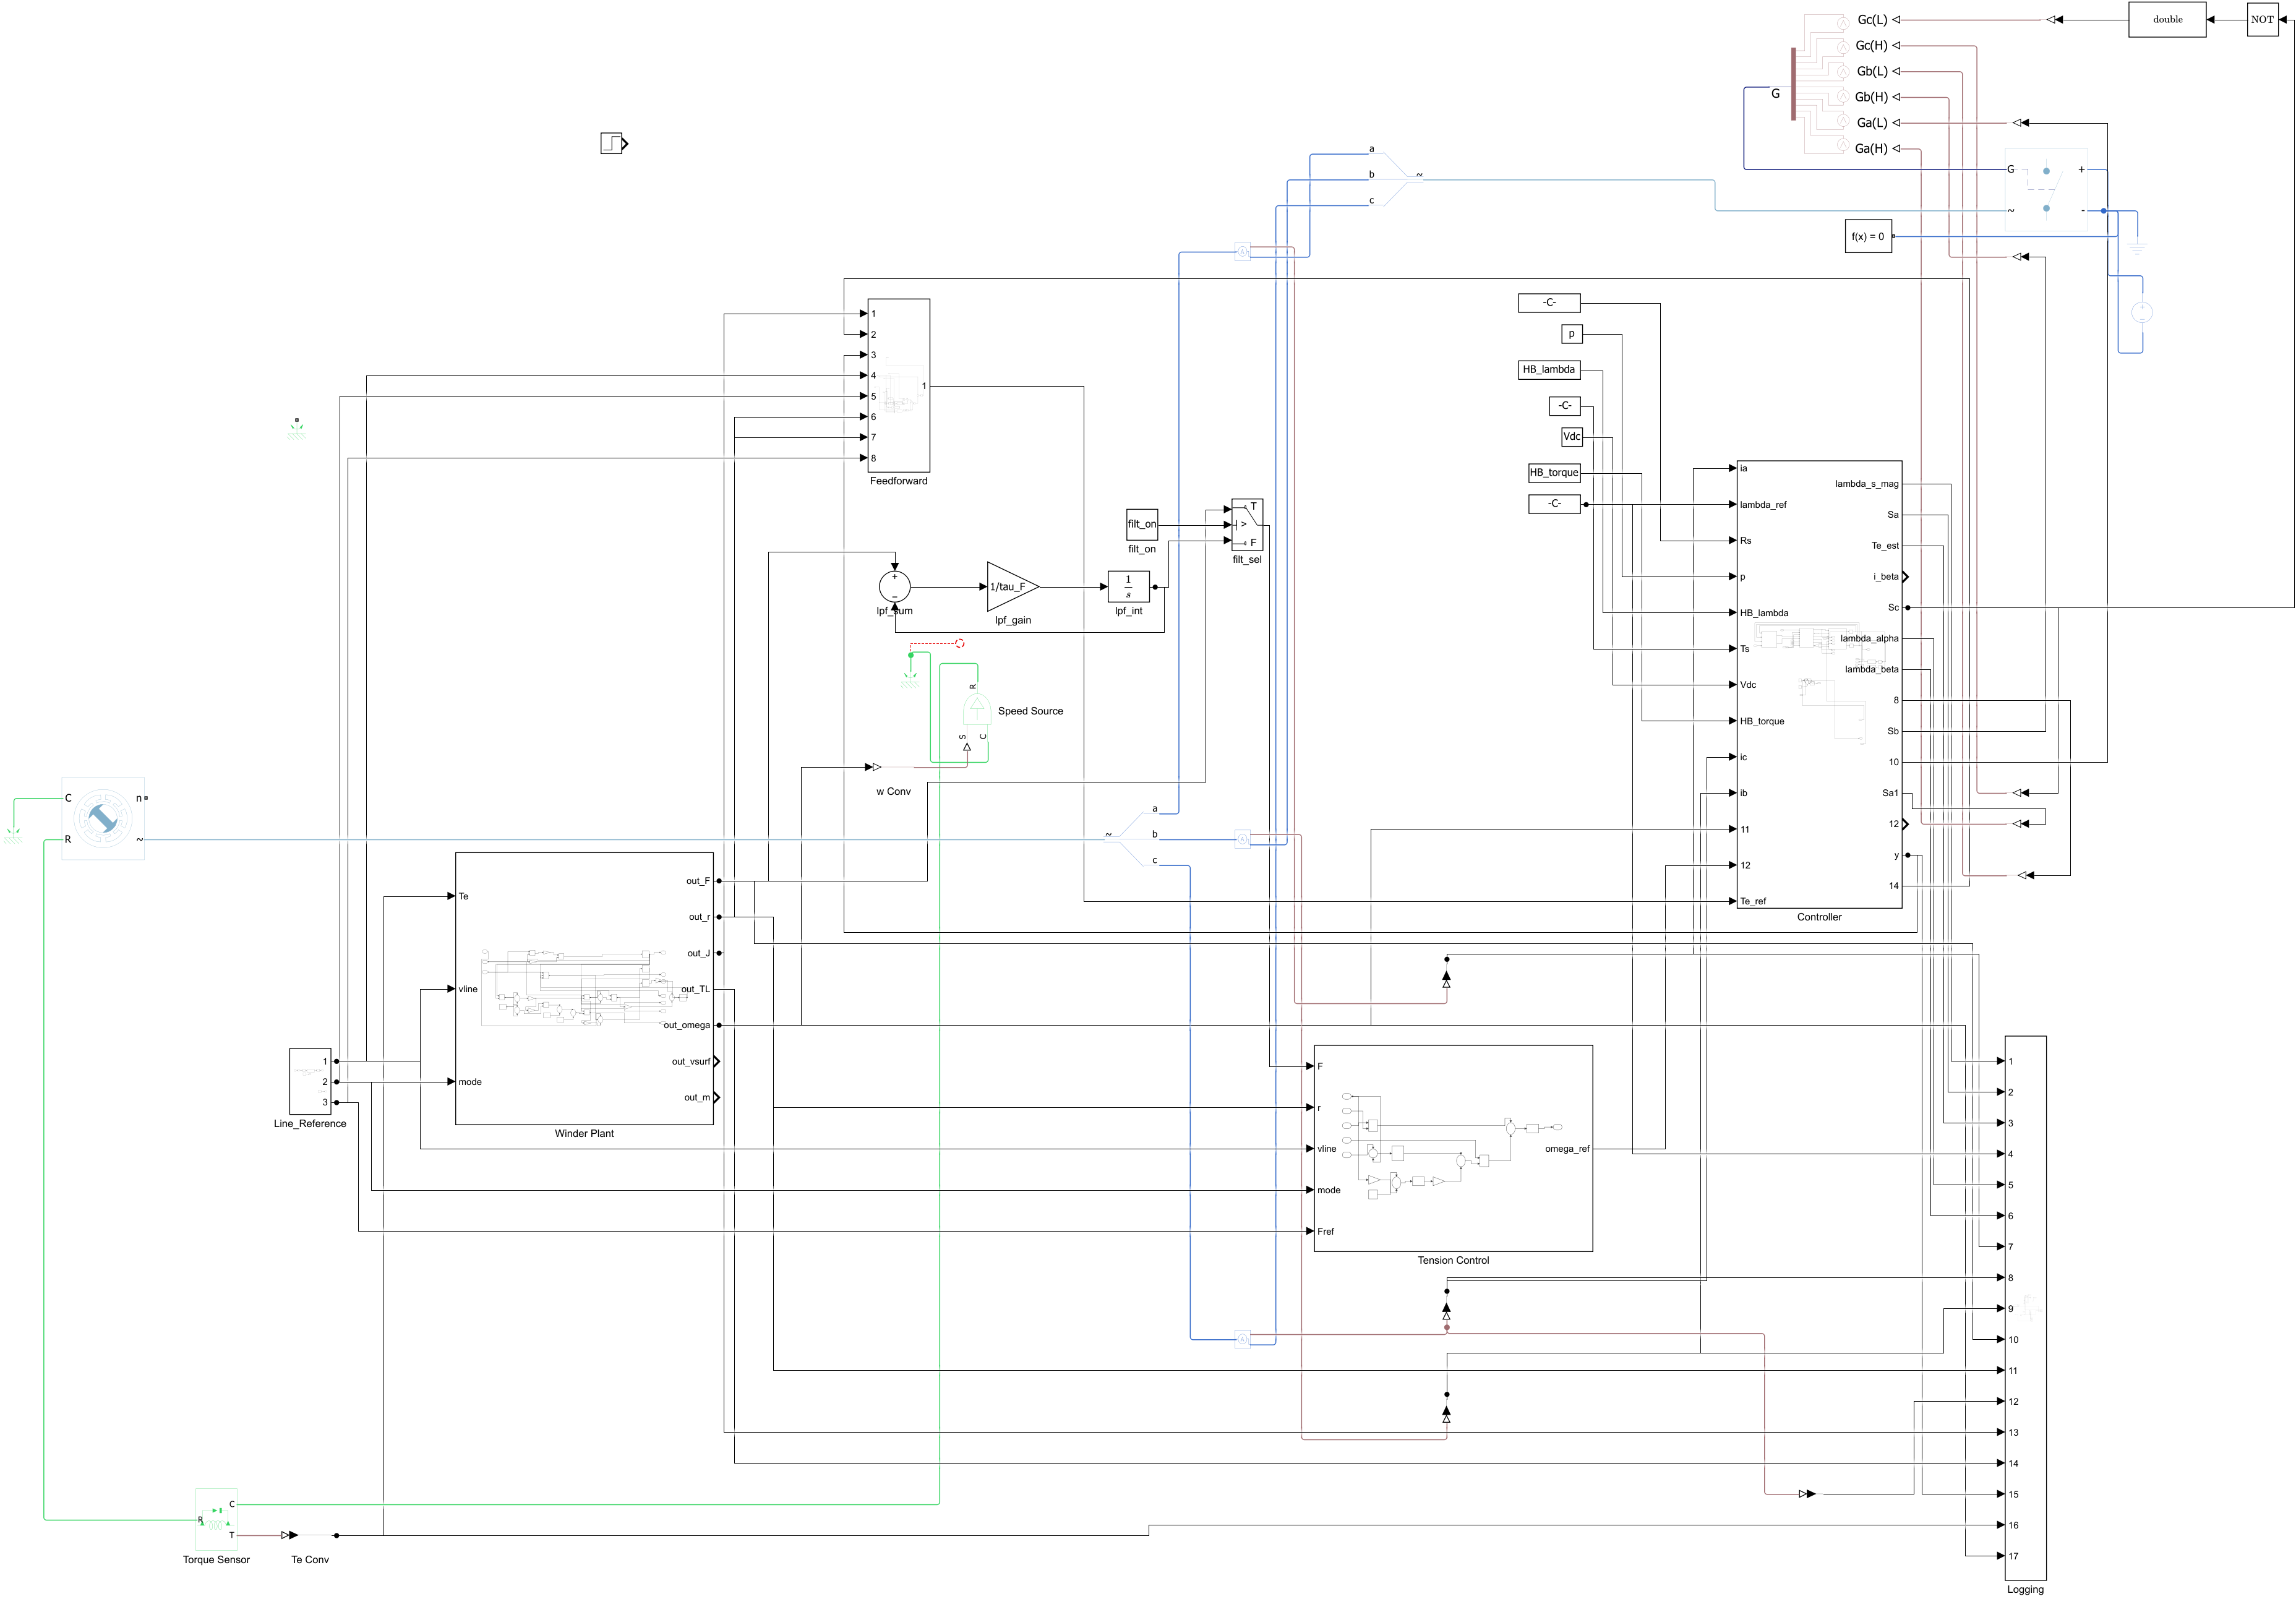 Gc(L)
double
NOT
Gc(H)
Gb(L)
G
Gb(H)
Ga(L)
Ga(H)
a
b
~
c
G
+
~
-
f(x) = 0
-C-
p
HB_lambda
-C-
Vdc
HB_torque
-C-
1
2
3
4
5
6
7
8
1
Feedforward
filt_on
filt_on
T
>
F
filt_sel
+
−
lpf_sum
1/tau_F
lpf_gain
1
s
lpf_int
R
S
C
Speed Source
w Conv
ia
lambda_ref
Rs
p
HB_lambda
Ts
Vdc
HB_torque
ic
ib
11
12
Te_ref
lambda_s_mag
Sa
Te_est
i_beta
Sc
lambda_alpha
lambda_beta
8
Sb
10
Sa1
12
y
14
Controller
C
n
R
~
~
a
b
c
Te
vline
mode
out_F
out_r
out_J
out_TL
out_omega
out_vsurf
out_m
Winder Plant
1
2
3
Line_Reference
F
r
vline
mode
Fref
omega_ref
Tension Control
1
2
3
4
5
6
7
8
9
10
11
12
13
14
15
16
17
Logging
C
R
T
Torque Sensor
Te Conv